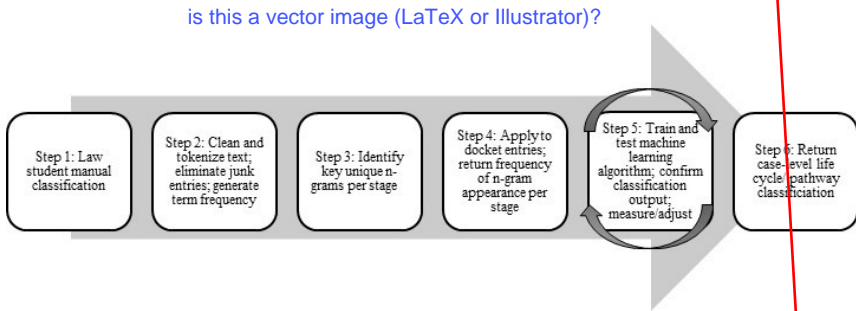 is this a vector image (LaTeX or Illustrator)?
Step 1: Law
student manual
classification
Step 2: Clean and
tokenize text;
eliminate junk
entries; generate
term frequency
Step 3: Identify
key unique n-
grams per stage
Step 4: Apply to
docket entries;
return frequency
of n-gram
appearance per
stage
Step 5: Train and
test machine
learning
algorithm; confirm
classification
output;
measure/adjust
Step 6: Return
case-level life
cycle/pathway
classificiation